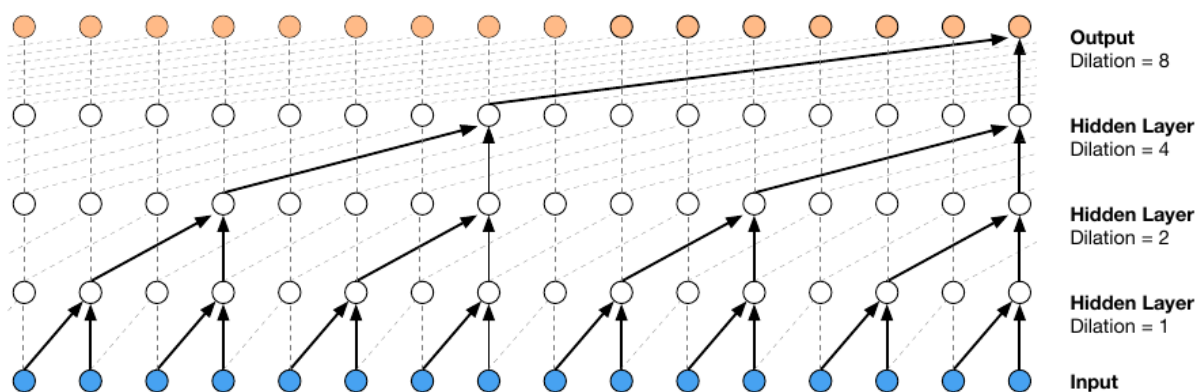 Output
Dilation = 8
Hidden Layer
Dilation = 4
Hidden Layer
Dilation = 2
Hidden Layer
Dilation = 1
Input